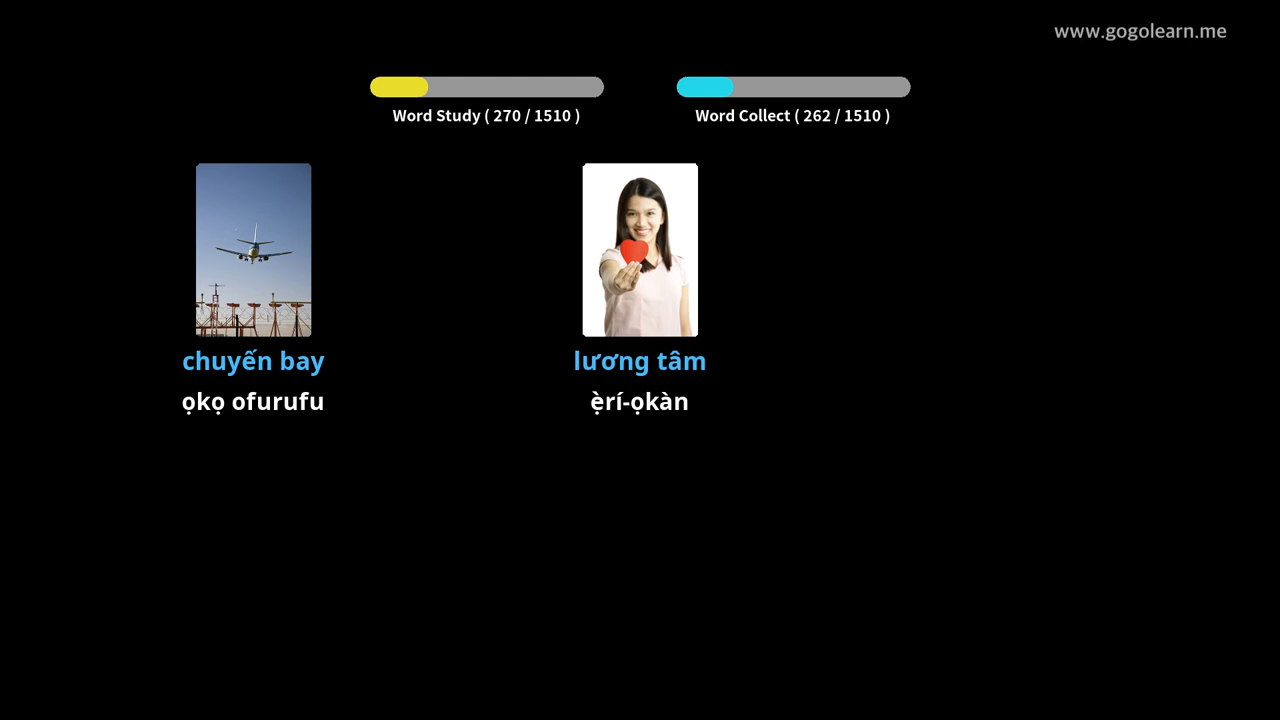 www.gogolearn.me
Word Study ( 270 / 1510 )
Word Collect ( 262 / 1510 )
chuyến bay
ọkọ ofurufu
lương tâm
ẹ̀rí-ọkàn